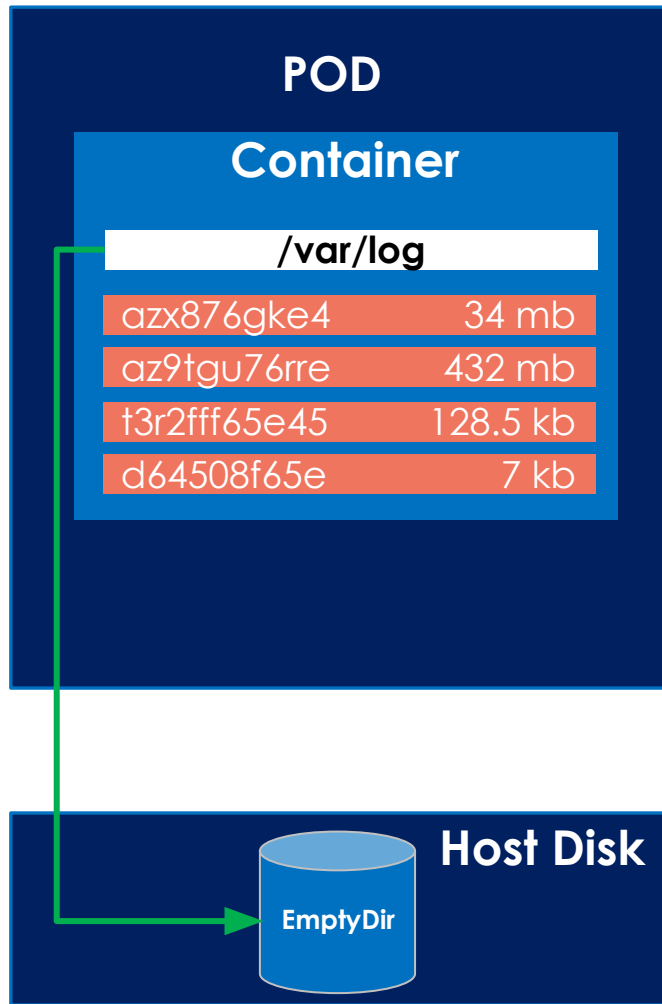 POD
Container
/var/log
azx876gke4 34 mb
az9tgu76rre 432 mb
t3r2fff65e45 128.5 kb
d64508f65e 7 kb
Host Disk
EmptyDir